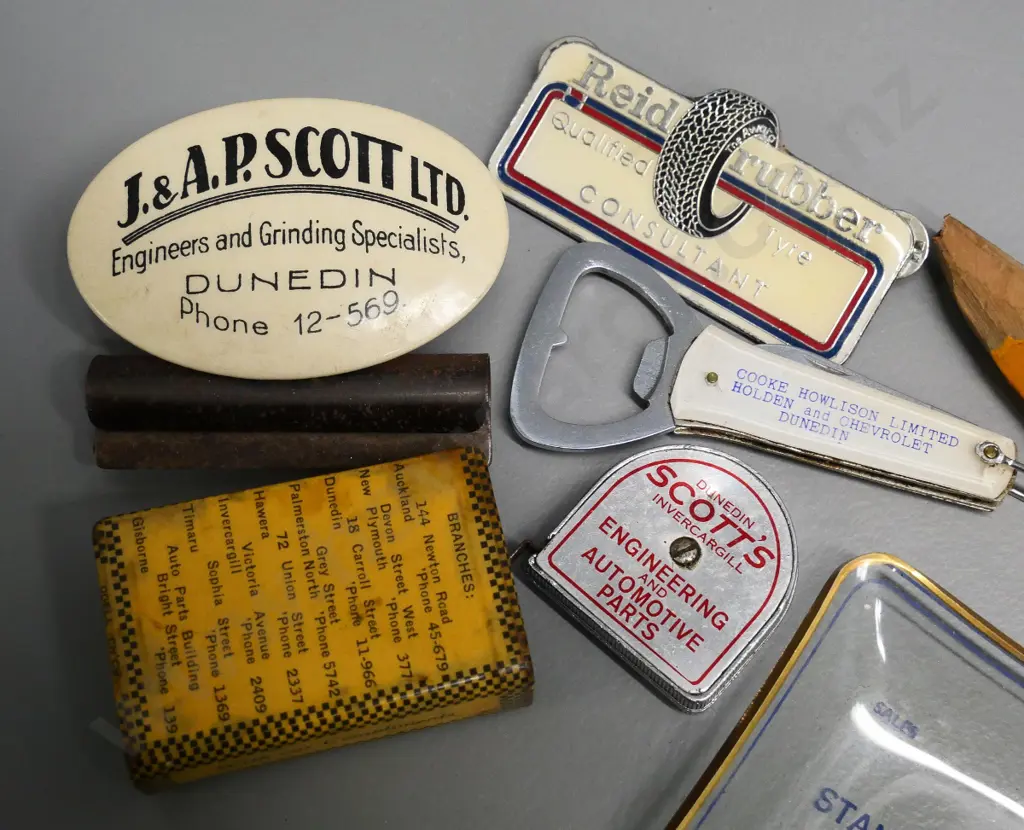 J. & A.P. SCOTT LTD.
Engineers and Grinding Specialists,
DUNEDIN
Phone 12-569
Reid rubber
Qualified Tyre
CONSULTANT
COOKE HOWLISON LIMITED
HOLDEN and CHEVROLET
DUNEDIN
DUNEDIN
SCOTT'S
INVERCARGILL
ENGINEERING
AND
AUTOMOTIVE
PARTS
BRANCHES:
Auckland
144 Newton Road
'Phone 45-679
New Plymouth
Devon Street West
'Phone 377
Dunedin
18 Carroll Street
'Phone 11-966
Palmerston North
Grey Street
'Phone 5742
Hawera
72 Union Street
'Phone 2337
Invercargill
Victoria Avenue
'Phone 2409
Timaru
Sophia Street
'Phone 1369
Gisborne
Auto Parts Building
Bright Street
'Phone 1399
SALES